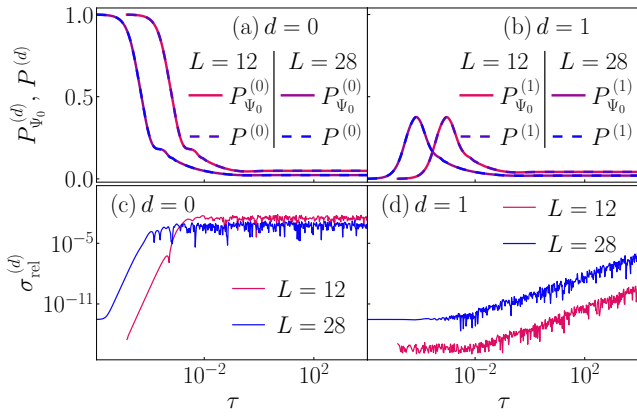 (a) d = 0
L = 12 L = 28
P_{Ψ_0}^{(0)} P_{Ψ_0}^{(0)}
P^{(0)} P^{(0)}
(b) d = 1
L = 12 L = 28
P_{Ψ_0}^{(1)} P_{Ψ_0}^{(1)}
P^{(1)} P^{(1)}
1.0
0.5
0.0
P_{Ψ_0}^{(d)}, P^{(d)}
(c) d = 0
L = 12
L = 28
(d) d = 1
L = 12
L = 28
10^{-5}
10^{-11}
σ_{rel}^{(d)}
10^{-2} 10^{2} 10^{-2} 10^{2}
τ τ